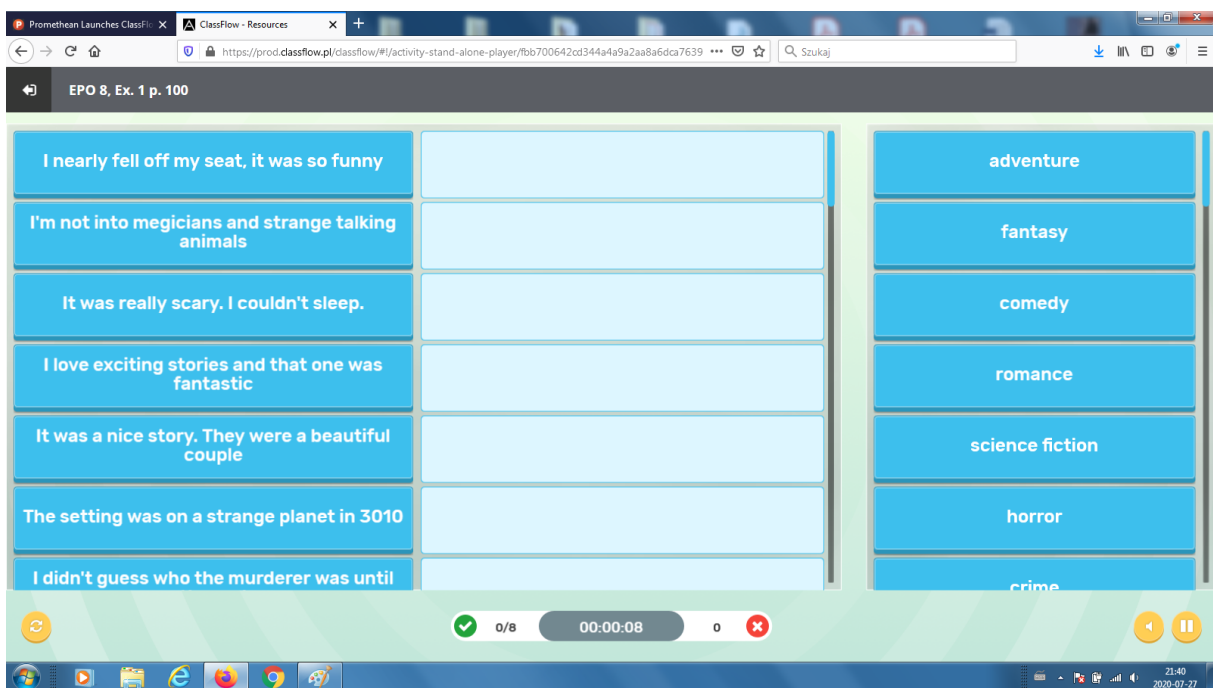 Promethean Launches ClassFlo
ClassFlow - Resources
https://prod.classflow.pl/classflow/#!/activity-stand-alone-player/fbb700642cd344a4a9a2aa8a6dca7639
Szukaj
EPO 8, Ex. 1 p. 100
I nearly fell off my seat, it was so funny
adventure
I'm not into megicians and strange talking
animals
fantasy
It was really scary. I couldn't sleep.
comedy
I love exciting stories and that one was
fantastic
romance
It was a nice story. They were a beautiful
couple
science fiction
The setting was on a strange planet in 3010
horror
I didn't guess who the murderer was until
crime
0/8
00:00:08
0
21:40
2020-07-27